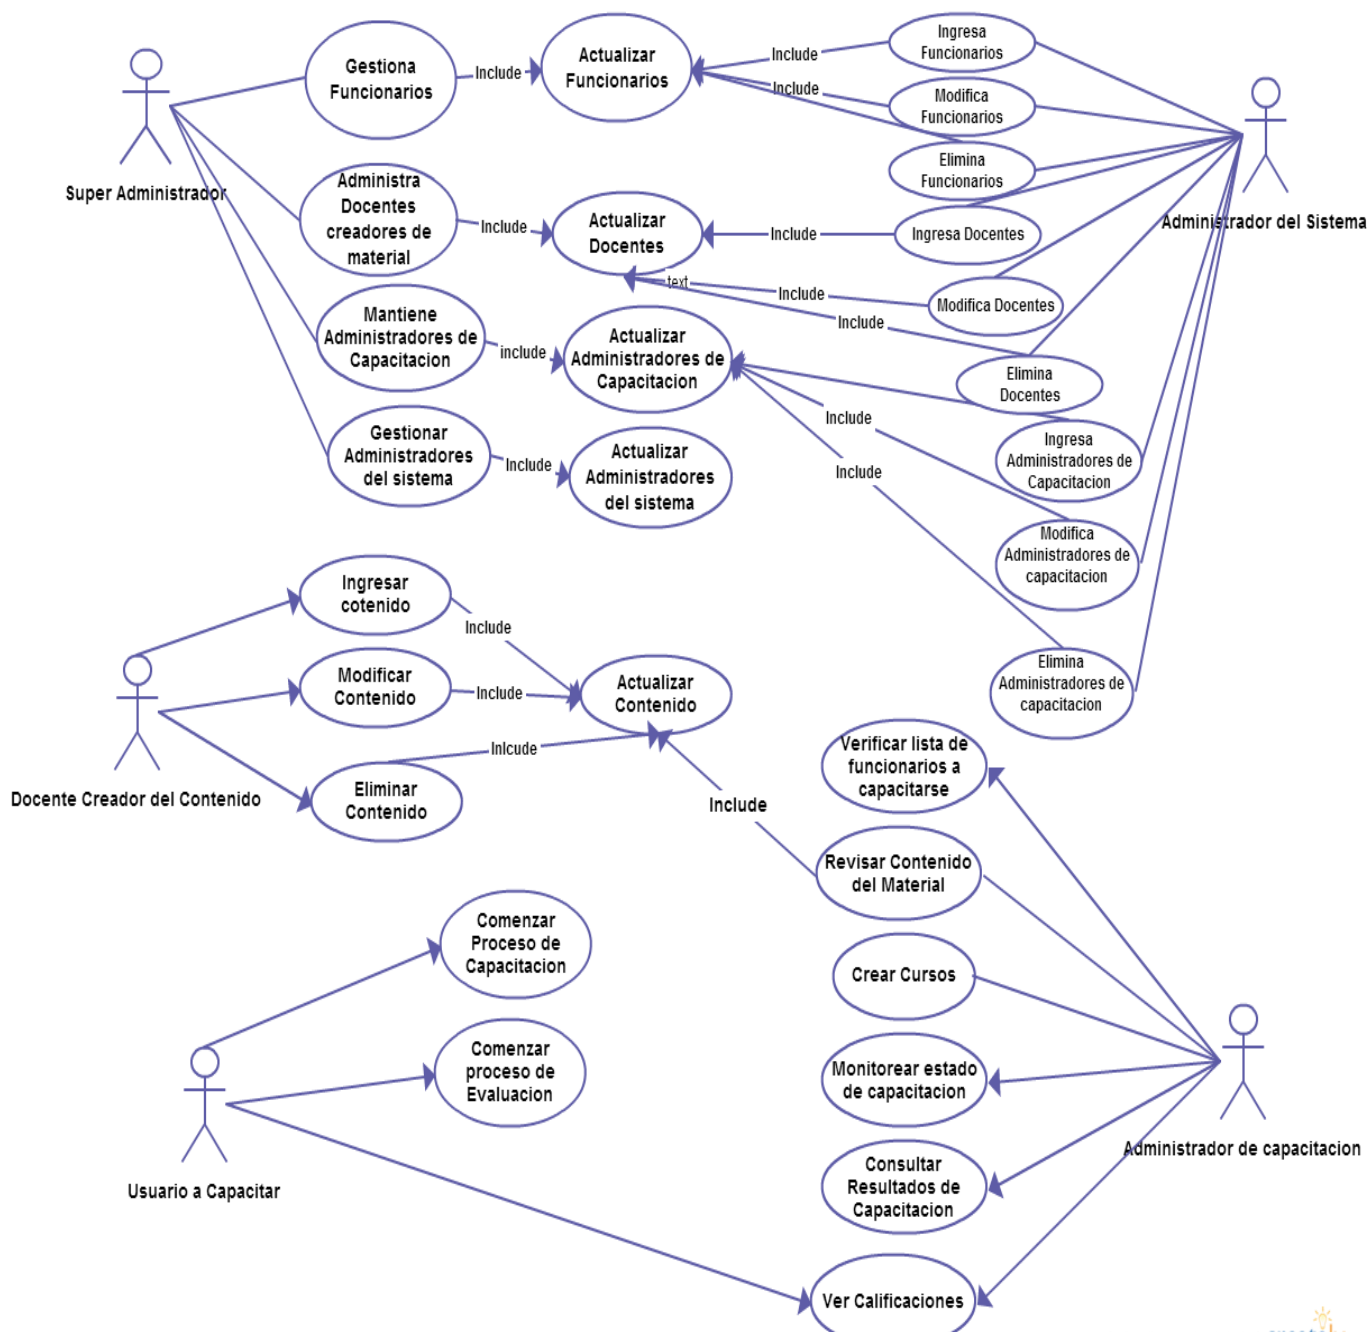 Gestiona
Funcionarios
Include
Actualizar
Funcionarios
Include
Include
Ingresa
Funcionarios
Modifica
Funcionarios
Elimina
Funcionarios
Super Administrador
Administrador del Sistema
Administra
Docentes
creadores de
material
Include
Actualizar
Docentes
Include
Ingresa Docentes
text
Include
Modifica Docentes
Include
Elimina
Docentes
Mantiene
Administradores de
Capacitacion
include
Actualizar
Administradores de
Capacitacion
Include
Ingresa
Administradores de
Capacitacion
Include
Modifica
Administradores de
capacitacion
Elimina
Administradores de
capacitacion
Gestionar
Administradores
del sistema
Include
Actualizar
Administradores
del sistema
Ingresar
cotenido
Include
Modificar
Contenido
Include
Actualizar
Contenido
Inlcude
Eliminar
Contenido
Docente Creador del Contenido
Include
Verificar lista de
funcionarios a
capacitarse
Revisar Contenido
del Material
Crear Cursos
Monitorear estado
de capacitacion
Consultar
Resultados de
Capacitacion
Ver Calificaciones
Administrador de capacitacion
Comenzar
Proceso de
Capacitacion
Comenzar
proceso de
Evaluacion
Usuario a Capacitar